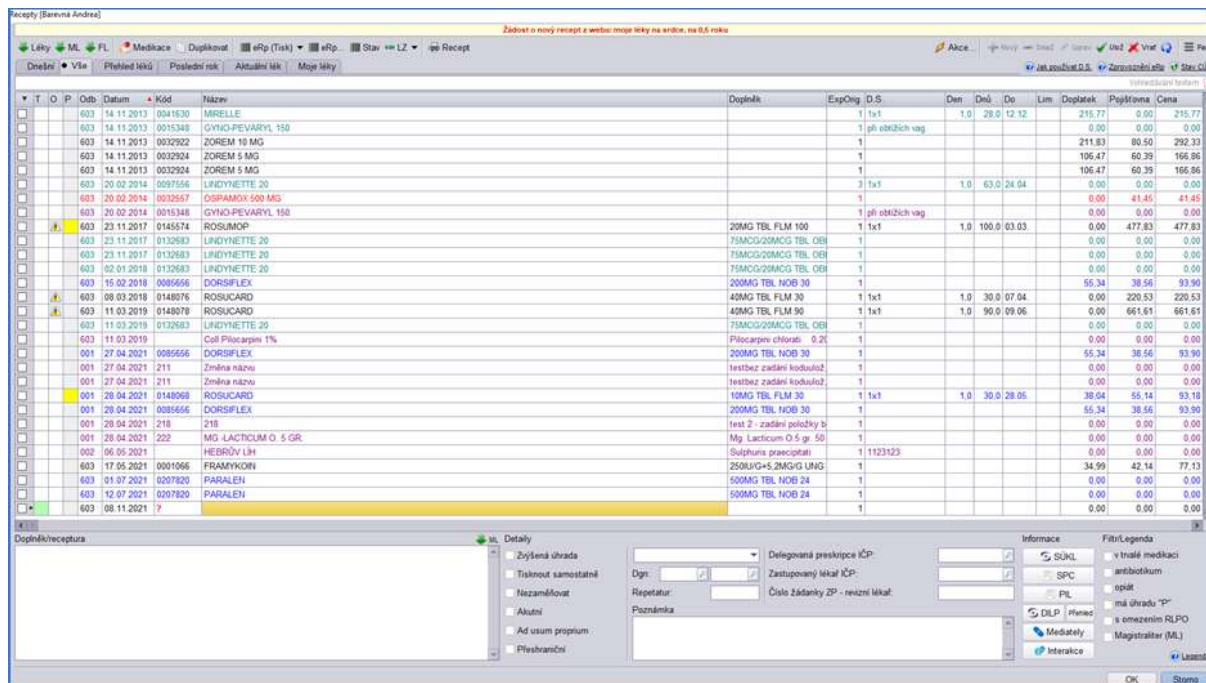 Recepty [Barevná Andrea]
Žádost o nový recept z webu: moje léky na srdce, na 0,5 roku
Léky ML FL Medikace Duplikovat eRp (Tisk) eRp... Stav LZ Recept Akce... Nový Smaž Oprav Ulož Vrať
Dnešní Vše Přehled léků Poslední rok Aktuální lék Moje léky Jak používat D.S. Zprovoznění eRp
Vyhledávání textem
T O P Odb Datum Kód Název Doplněk ExpOrig D.S. Den Dnů Do Lim Doplatek Pojišťovna Cena
603 14.11.2013 0041630 MIRELLE 1 1x1 1,0 28,0 12.12. 215,77 0,00 215,77
603 14.11.2013 0015348 GYNO-PEVARYL 150 1 při obtížích vag 0,00 0,00 0,00
603 14.11.2013 0032922 ZOREM 10 MG 1 211,83 80,50 292,33
603 14.11.2013 0032924 ZOREM 5 MG 1 106,47 60,39 166,86
603 14.11.2013 0032924 ZOREM 5 MG 1 106,47 60,39 166,86
603 20.02.2014 0097556 LINDYNETTE 20 3 1x1 1,0 63,0 24.04. 0,00 0,00 0,00
603 20.02.2014 0032557 OSPAMOX 500 MG 1 0,00 41,45 41,45
603 20.02.2014 0015348 GYNO-PEVARYL 150 1 při obtížích vag 0,00 0,00 0,00
603 23.11.2017 0145574 ROSUMOP 20MG TBL FLM 100 1 1x1 1,0 100,0 03.03. 0,00 477,83 477,83
603 23.11.2017 0132683 LINDYNETTE 20 75MCG/20MCG TBL OBI 1 0,00 0,00 0,00
603 23.11.2017 0132683 LINDYNETTE 20 75MCG/20MCG TBL OBI 1 0,00 0,00 0,00
603 02.01.2018 0132683 LINDYNETTE 20 75MCG/20MCG TBL OBI 1 0,00 0,00 0,00
603 15.02.2018 0085656 DORSIFLEX 200MG TBL NOB 30 1 55,34 38,56 93,90
603 08.03.2018 0148076 ROSUCARD 40MG TBL FLM 30 1 1x1 1,0 30,0 07.04. 0,00 220,53 220,53
603 11.03.2019 0148078 ROSUCARD 40MG TBL FLM 90 1 1x1 1,0 90,0 09.06. 0,00 661,61 661,61
603 11.03.2019 0132683 LINDYNETTE 20 75MCG/20MCG TBL OBI 1 0,00 0,00 0,00
603 11.03.2019 Coll.Pilocarpini 1% Pilocarpini chlorati 0,20 1 0,00 0,00 0,00
001 27.04.2021 0085656 DORSIFLEX 200MG TBL NOB 30 1 55,34 38,56 93,90
001 27.04.2021 211 Změna názvu testbez zadání koduulož, 1 0,00 0,00 0,00
001 27.04.2021 211 Změna názvu testbez zadání koduulož, 1 0,00 0,00 0,00
001 28.04.2021 0148068 ROSUCARD 10MG TBL FLM 30 1 1x1 1,0 30,0 28.05. 38,04 55,14 93,18
001 28.04.2021 0085656 DORSIFLEX 200MG TBL NOB 30 1 55,34 38,56 93,90
001 28.04.2021 218 218 test 2 - zadání položky b 1 0,00 0,00 0,00
001 28.04.2021 222 MG -LACTICUM O. 5 GR. Mg. Lacticum O.5 gr. 50 1 0,00 0,00 0,00
002 06.05.2021 HEBRŮV LÍH Sulphuris praecipitati 1 1123123 0,00 0,00 0,00
603 17.05.2021 0001066 FRAMYKOIN 250IU/G+5,2MG/G UNG 1 34,99 42,14 77,13
603 01.07.2021 0207820 PARALEN 500MG TBL NOB 24 1 0,00 0,00 0,00
603 12.07.2021 0207820 PARALEN 500MG TBL NOB 24 1 0,00 0,00 0,00
603 08.11.2021 ? 1 0,00 0,00 0,00
Doplněk/receptura ML Detaily Informace Filtr/Legenda
Zvýšená úhrada Delegovaná preskripce IČP: SÚKL v trvalé medikaci
Tisknout samostatně Dgn: Zastupovaný lékař IČP: SPC antibiotikum
Nezaměňovat Repetatur: Číslo žádanky ZP - revizní lékař: PIL opiát
Akutní Poznámka DILP Přehled má úhradu "P"
Ad usum proprium Mediately s omezením RLPO
Přeshraniční Interakce Magistraliter (ML)
Legend
OK Storno